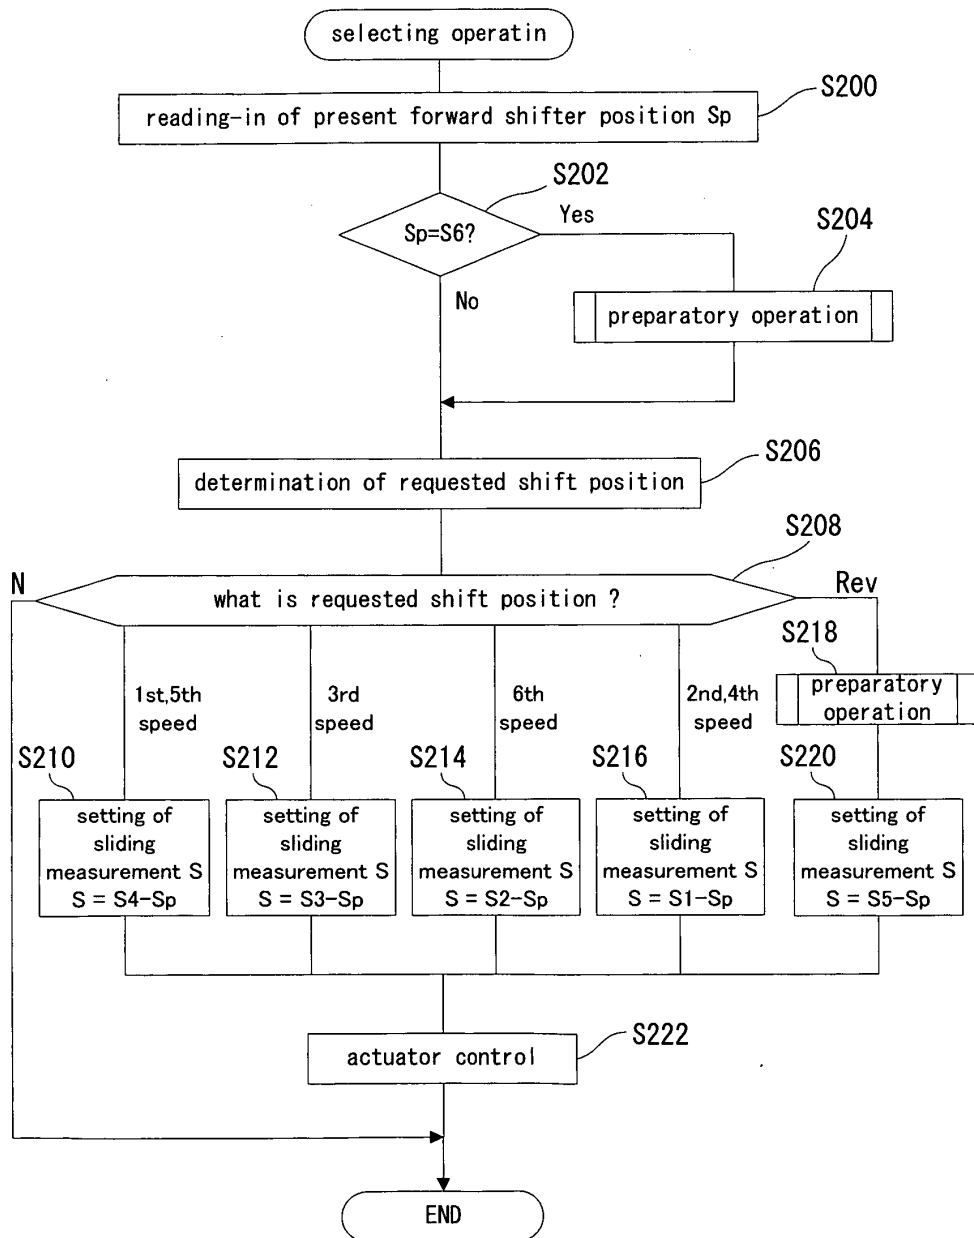 selecting operatin
S200
reading-in of present forward shifter position Sp
S202
Sp=S6?
Yes
S204
No
preparatory operation
S206
determination of requested shift position
S208
N
what is requested shift position ?
Rev
S218
preparatory
operation
1st,5th
speed
3rd
speed
6th
speed
2nd,4th
speed
S210
S212
S214
S216
S220
setting of
sliding
measurement S
S = S4-Sp
setting of
sliding
measurement S
S = S3-Sp
setting of
sliding
measurement S
S = S2-Sp
setting of
sliding
measurement S
S = S1-Sp
setting of
sliding
measurement S
S = S5-Sp
S222
actuator control
END